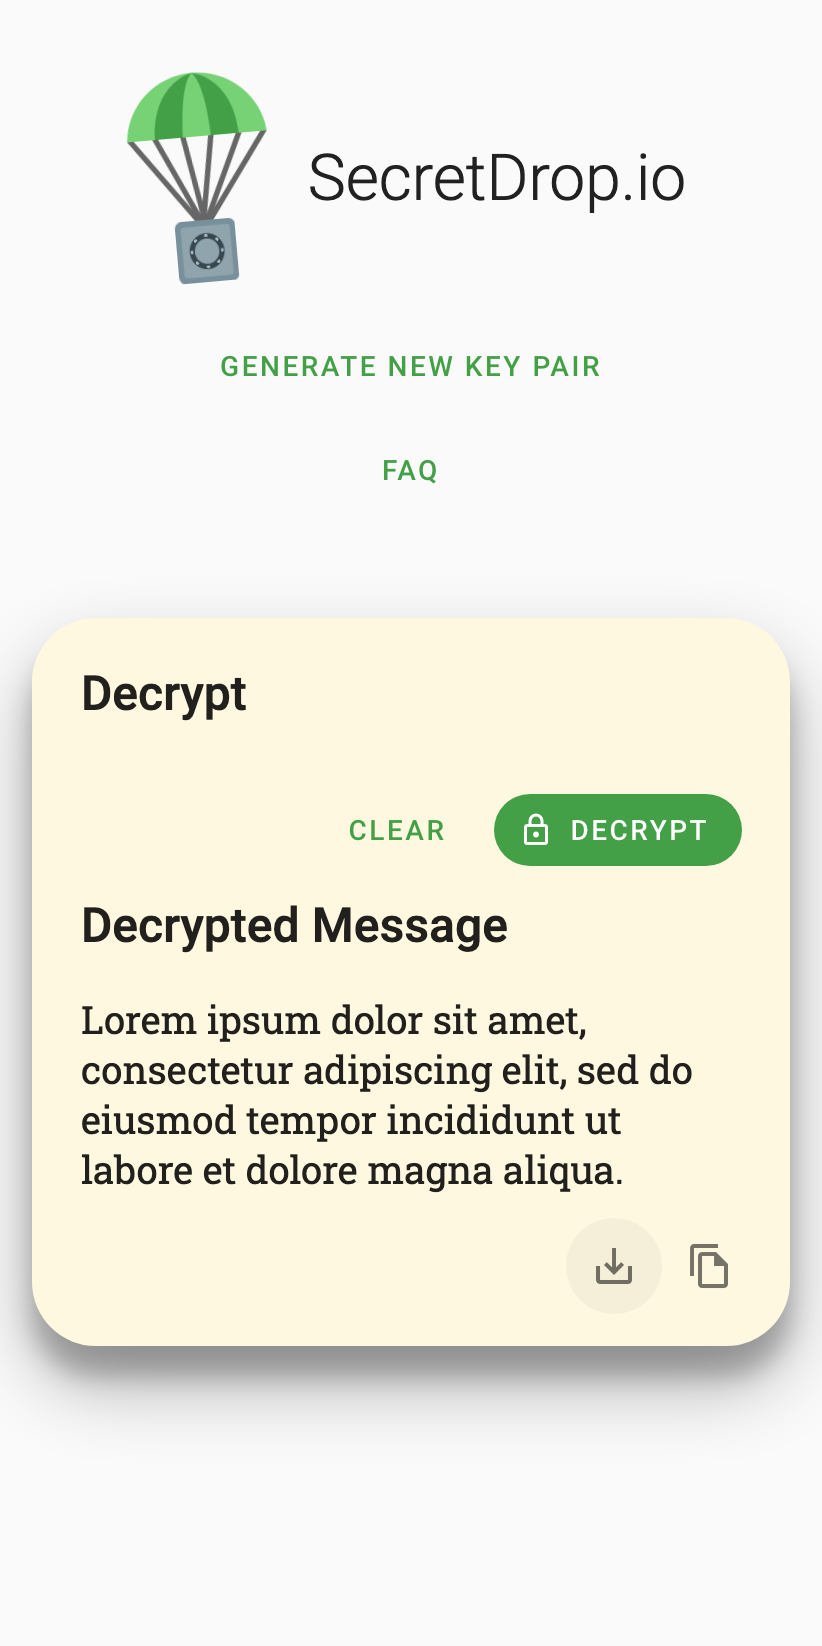 SecretDrop.io
GENERATE NEW KEY PAIR
FAQ
Decrypt
CLEAR
DECRYPT
Decrypted Message
Lorem ipsum dolor sit amet,
consectetur adipiscing elit, sed do
eiusmod tempor incididunt ut
labore et dolore magna aliqua.